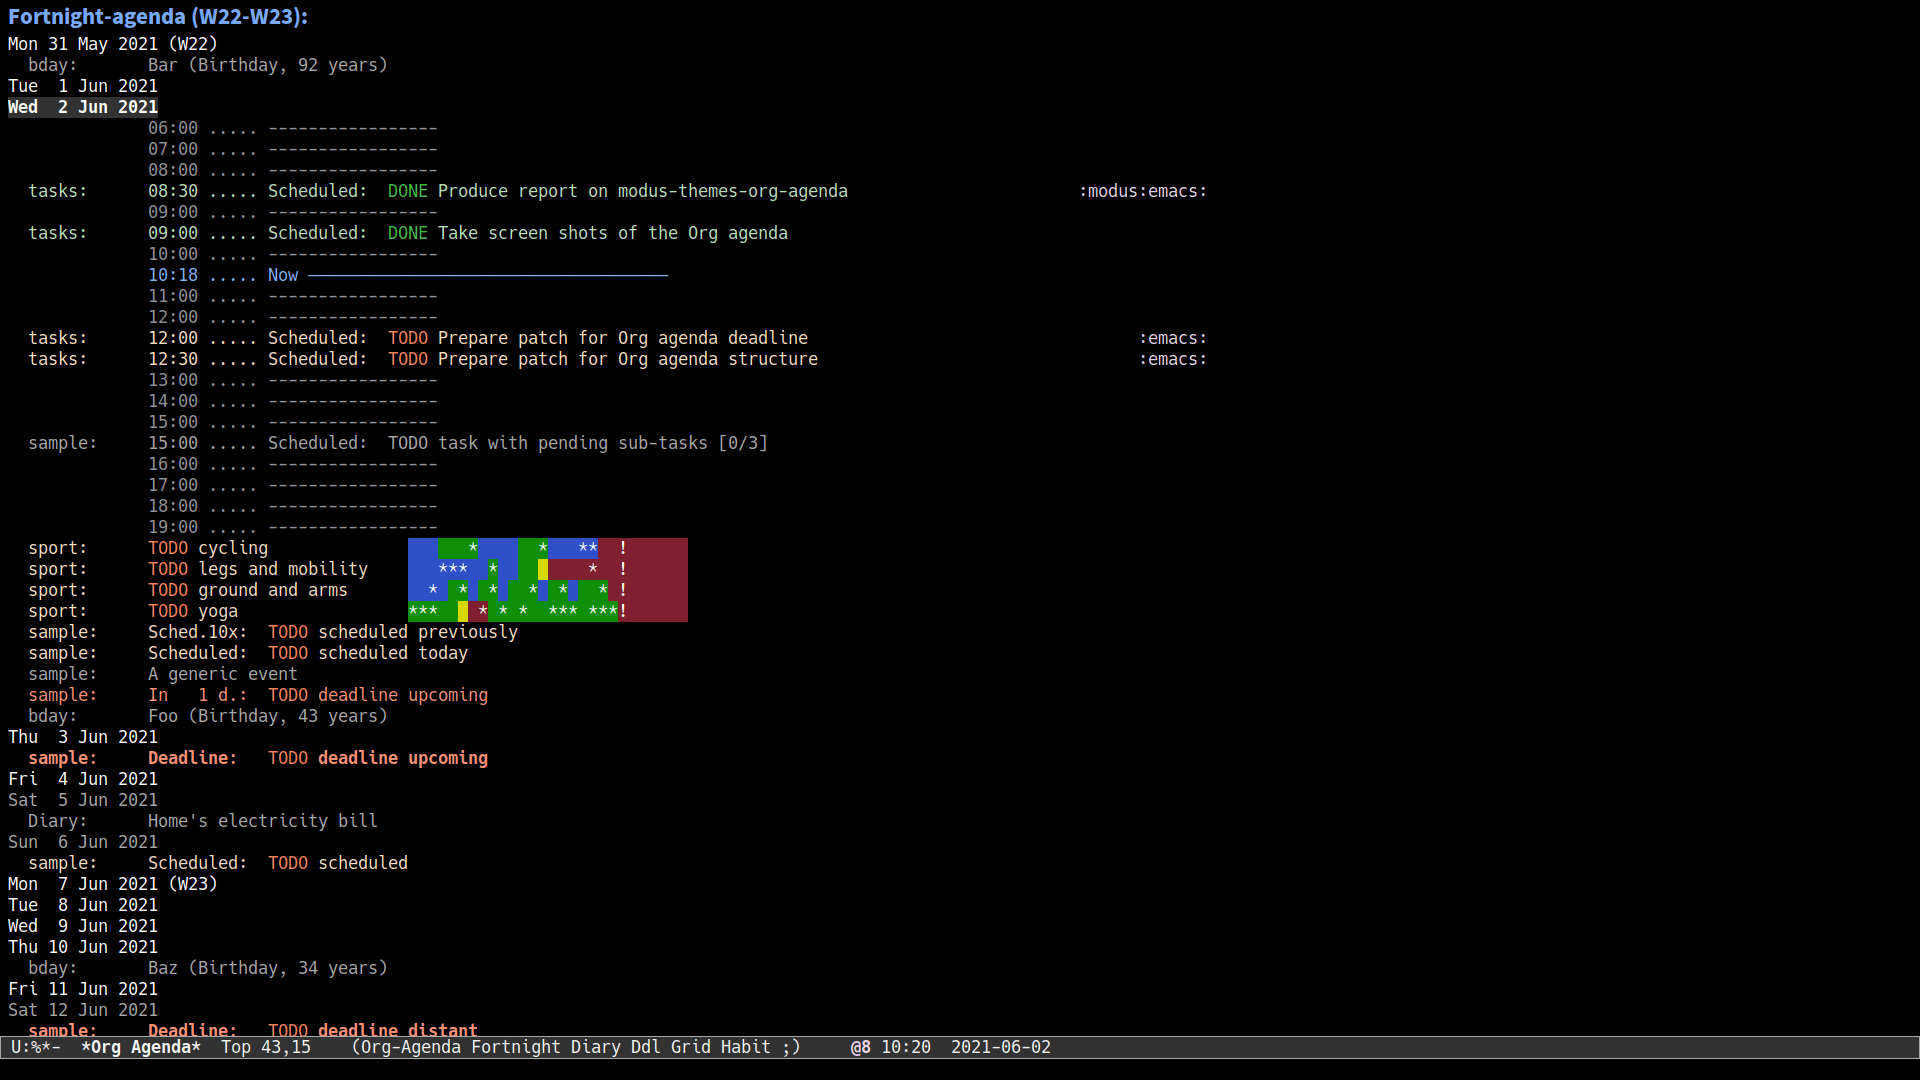 Fortnight-agenda (W22-W23):
Mon 31 May 2021 (W22)
  bday:       Bar (Birthday, 92 years)
Tue  1 Jun 2021
Wed  2 Jun 2021
              06:00 ..... -----------------
              07:00 ..... -----------------
              08:00 ..... -----------------
  tasks:      08:30 ..... Scheduled:  DONE Produce report on modus-themes-org-agenda                       :modus:emacs:
              09:00 ..... -----------------
  tasks:      09:00 ..... Scheduled:  DONE Take screen shots of the Org agenda
              10:00 ..... -----------------
              10:18 ..... Now ────────────────────────────────────
              11:00 ..... -----------------
              12:00 ..... -----------------
  tasks:      12:00 ..... Scheduled:  TODO Prepare patch for Org agenda deadline                                 :emacs:
  tasks:      12:30 ..... Scheduled:  TODO Prepare patch for Org agenda structure                                :emacs:
              13:00 ..... -----------------
              14:00 ..... -----------------
              15:00 ..... -----------------
  sample:     15:00 ..... Scheduled:  TODO task with pending sub-tasks [0/3]
              16:00 ..... -----------------
              17:00 ..... -----------------
              18:00 ..... -----------------
              19:00 ..... -----------------
  sport:      TODO cycling                    *      *   **  !
  sport:      TODO legs and mobility       ***  *         *  !
  sport:      TODO ground and arms        *  *  *   *  *   * !
  sport:      TODO yoga                 ***    * * *  *** ***!
  sample:     Sched.10x:  TODO scheduled previously
  sample:     Scheduled:  TODO scheduled today
  sample:     A generic event
  sample:     In   1 d.:  TODO deadline upcoming
  bday:       Foo (Birthday, 43 years)
Thu  3 Jun 2021
  sample:     Deadline:   TODO deadline upcoming
Fri  4 Jun 2021
Sat  5 Jun 2021
  Diary:      Home's electricity bill
Sun  6 Jun 2021
  sample:     Scheduled:  TODO scheduled
Mon  7 Jun 2021 (W23)
Tue  8 Jun 2021
Wed  9 Jun 2021
Thu 10 Jun 2021
  bday:       Baz (Birthday, 34 years)
Fri 11 Jun 2021
Sat 12 Jun 2021
  sample:     Deadline:   TODO deadline distant
U:%*-  *Org Agenda*  Top 43,15    (Org-Agenda Fortnight Diary Ddl Grid Habit ;)     @8 10:20  2021-06-02